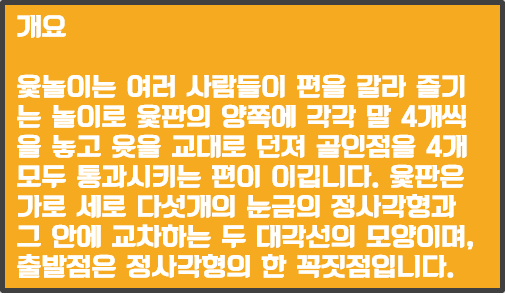 개요
윷놀이는 여러 사람들이 편을 갈라 즐기
는 놀이로 윷판의 양쪽에 각각 말 4개씩
을 놓고 윷을 교대로 던져 골인점을 4개
모두 통과시키는 편이 이깁니다. 윷판은
가로 세로 다섯개의 눈금의 정사각형과
그 안에 교차하는 두 대각선의 모양이며,
출발점은 정사각형의 한 꼭짓점입니다.